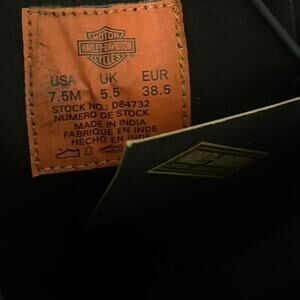 MOTOR
HARLEY-DAVIDSON
CYCLES
USA UK EUR
7.5M 5.5 38.5
STOCK NO.: D84732
NUMERO DE STOCK
MADE IN INDIA
FABRIQUE EN INDE
HECHO EN INDE